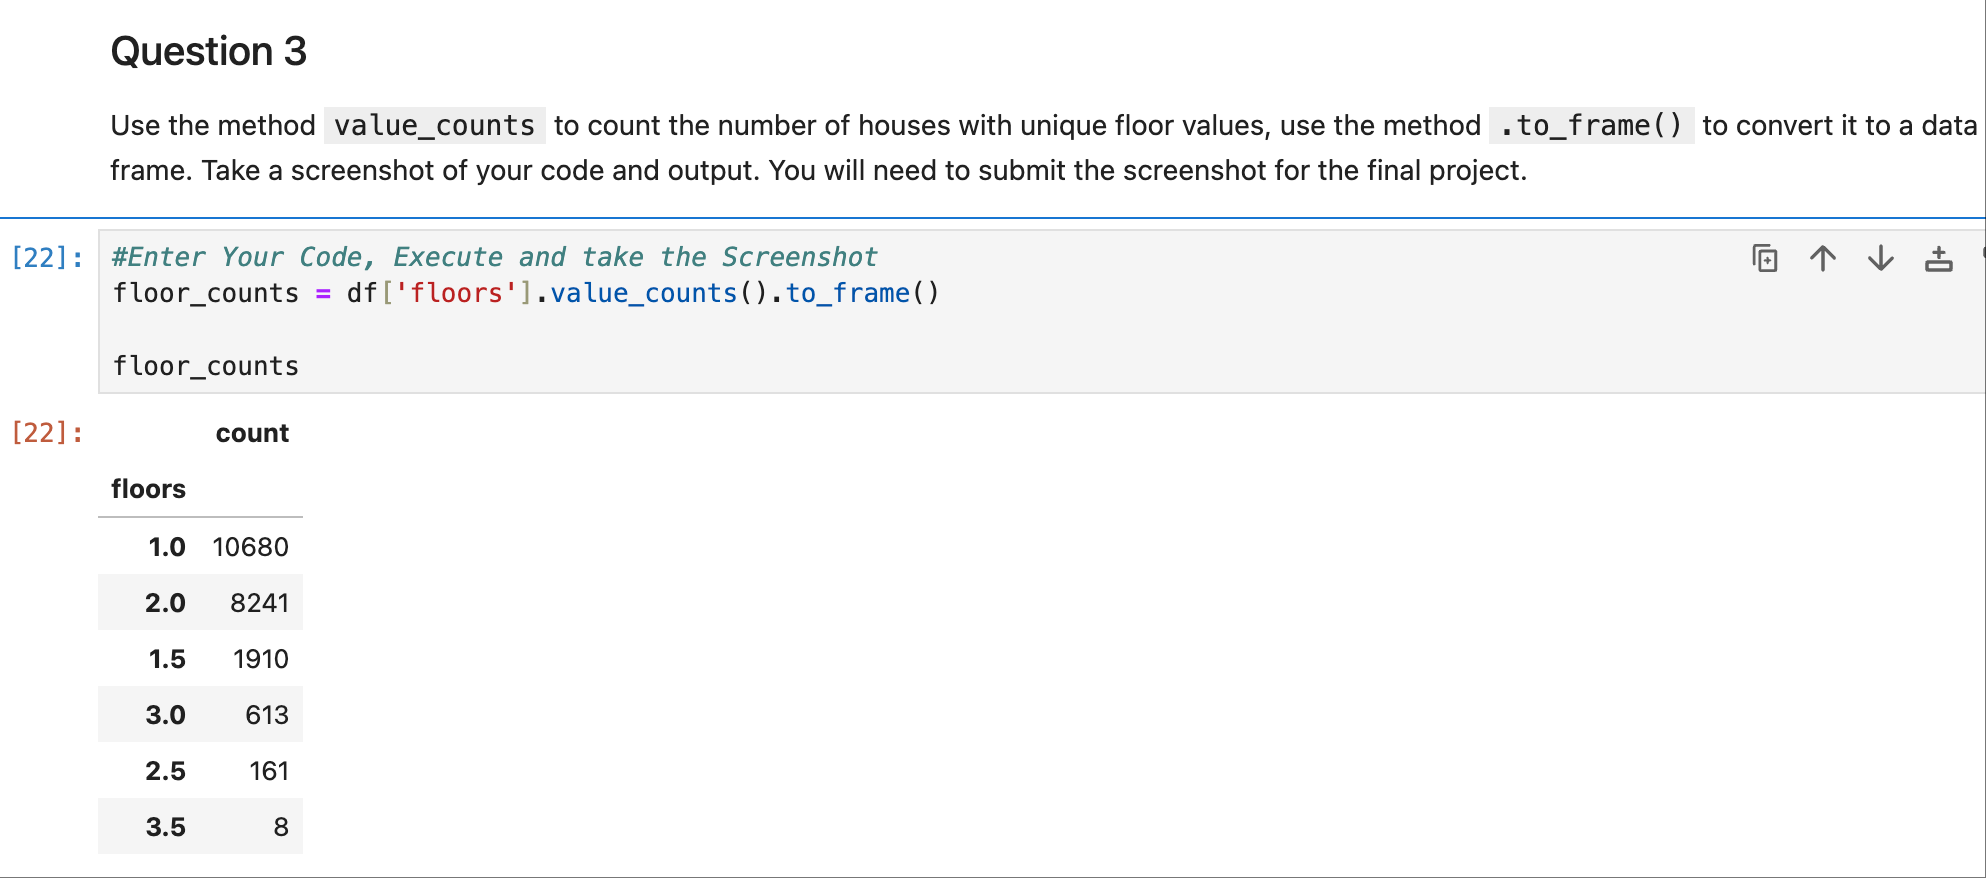 Question 3
Use the method value_counts to count the number of houses with unique floor values, use the method .to_frame() to convert it to a data
frame. Take a screenshot of your code and output. You will need to submit the screenshot for the final project.
[22]: #Enter Your Code, Execute and take the Screenshot
floor_counts = df['floors'].value_counts().to_frame()
floor_counts
[22]: count
floors
1.0 10680
2.0 8241
1.5 1910
3.0 613
2.5 161
3.5 8